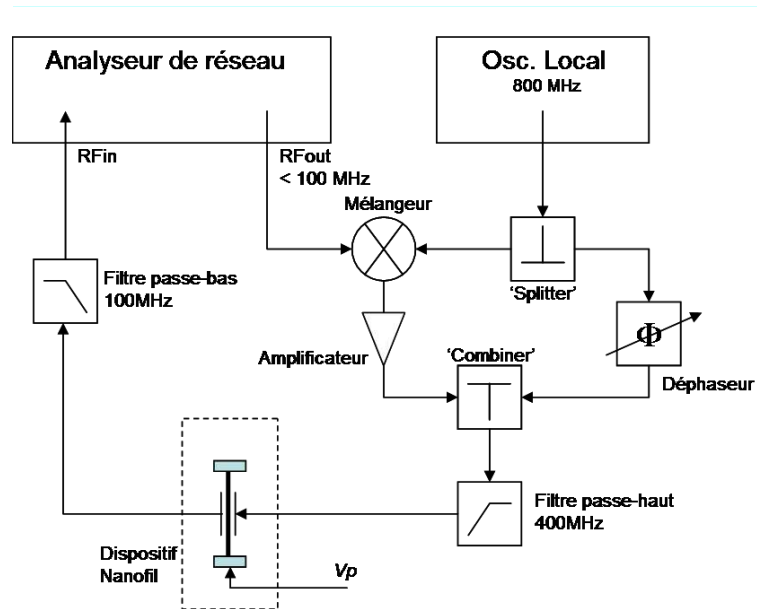 Analyseur de réseau
Osc. Local
800 MHz
RFin
RFout
< 100 MHz
Mélangeur
Filtre passe-bas
100MHz
'Splitter'
Φ
Amplificateur
'Combiner'
Déphaseur
Filtre passe-haut
400MHz
Dispositif
Nanofil
Vp